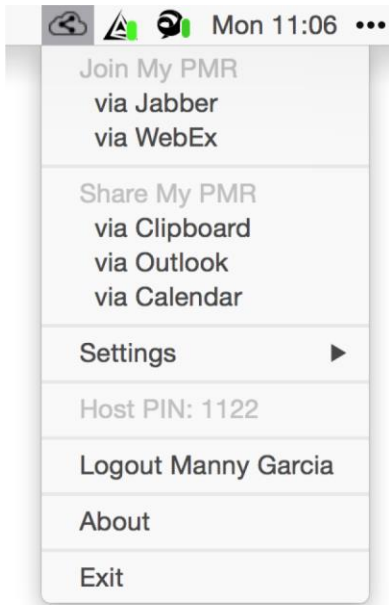 Mon 11:06
Join My PMR
via Jabber
via WebEx
Share My PMR
via Clipboard
via Outlook
via Calendar
Settings
Host PIN: 1122
Logout Manny Garcia
About
Exit